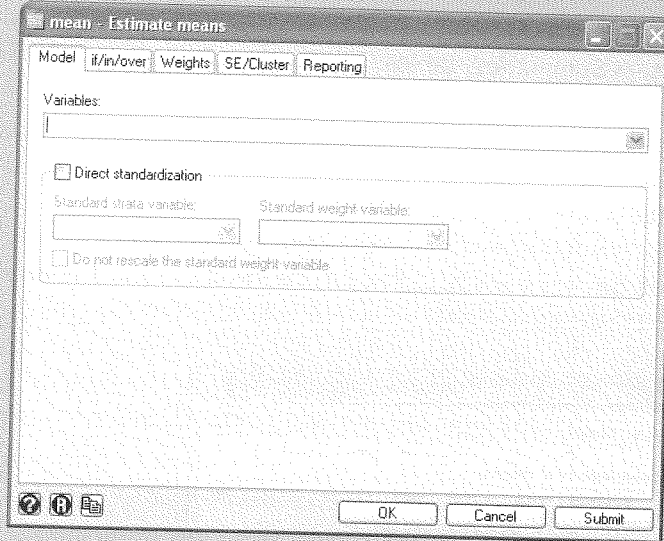 mean - Estimate means
Model if/in/over Weights SE/Cluster Reporting
Variables:
Direct standardization
Standard strata variable: Standard weight variable:
Do not rescale the standard weight variable
OK Cancel Submit